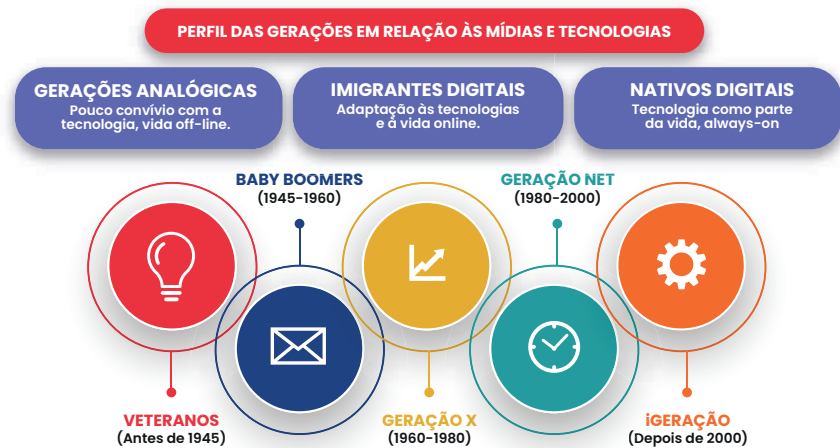 PERFIL DAS GERAÇÕES EM RELAÇÃO ÀS MÍDIAS E TECNOLOGIAS
GERAÇÕES ANALÓGICAS
Pouco convívio com a
tecnologia, vida off-line.
IMIGRANTES DIGITAIS
Adaptação às tecnologias
e à vida online.
NATIVOS DIGITAIS
Tecnologia como parte
da vida, always-on
BABY BOOMERS
(1945-1960)
GERAÇÃO NET
(1980-2000)
VETERANOS
(Antes de 1945)
GERAÇÃO X
(1960-1980)
iGERAÇÃO
(Depois de 2000)